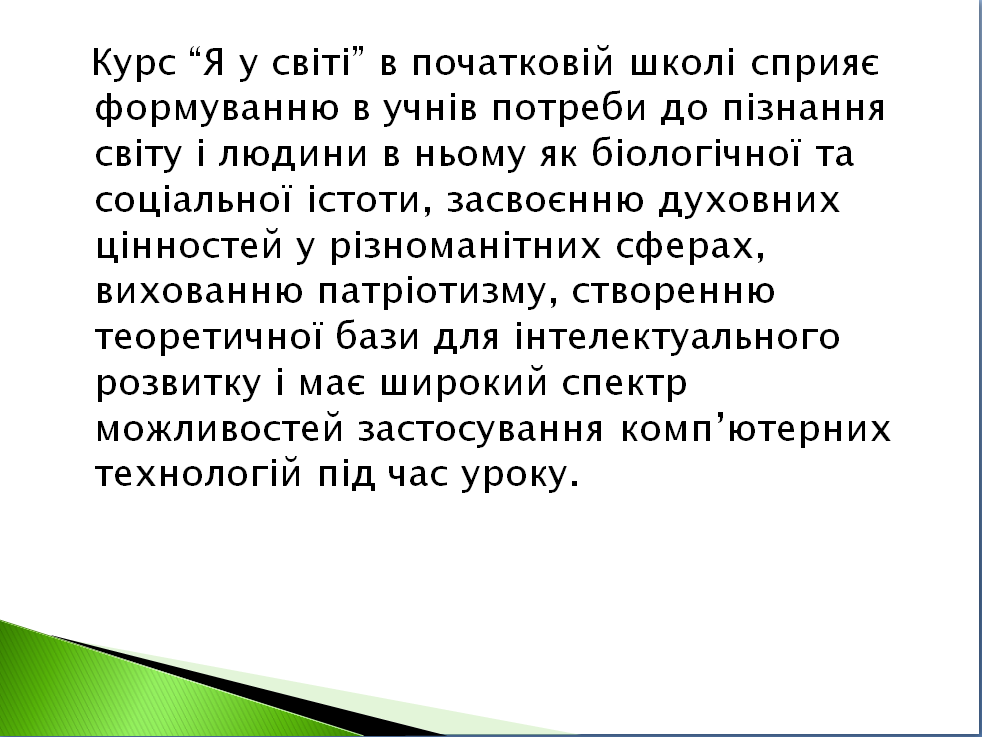 Курс “Я у світі” в початковій школі сприяє
формуванню в учнів потреби до пізнання
світу і людини в ньому як біологічної та
соціальної істоти, засвоєнню духовних
цінностей у різноманітних сферах,
вихованню патріотизму, створенню
теоретичної бази для інтелектуального
розвитку і має широкий спектр
можливостей застосування комп’ютерних
технологій під час уроку.